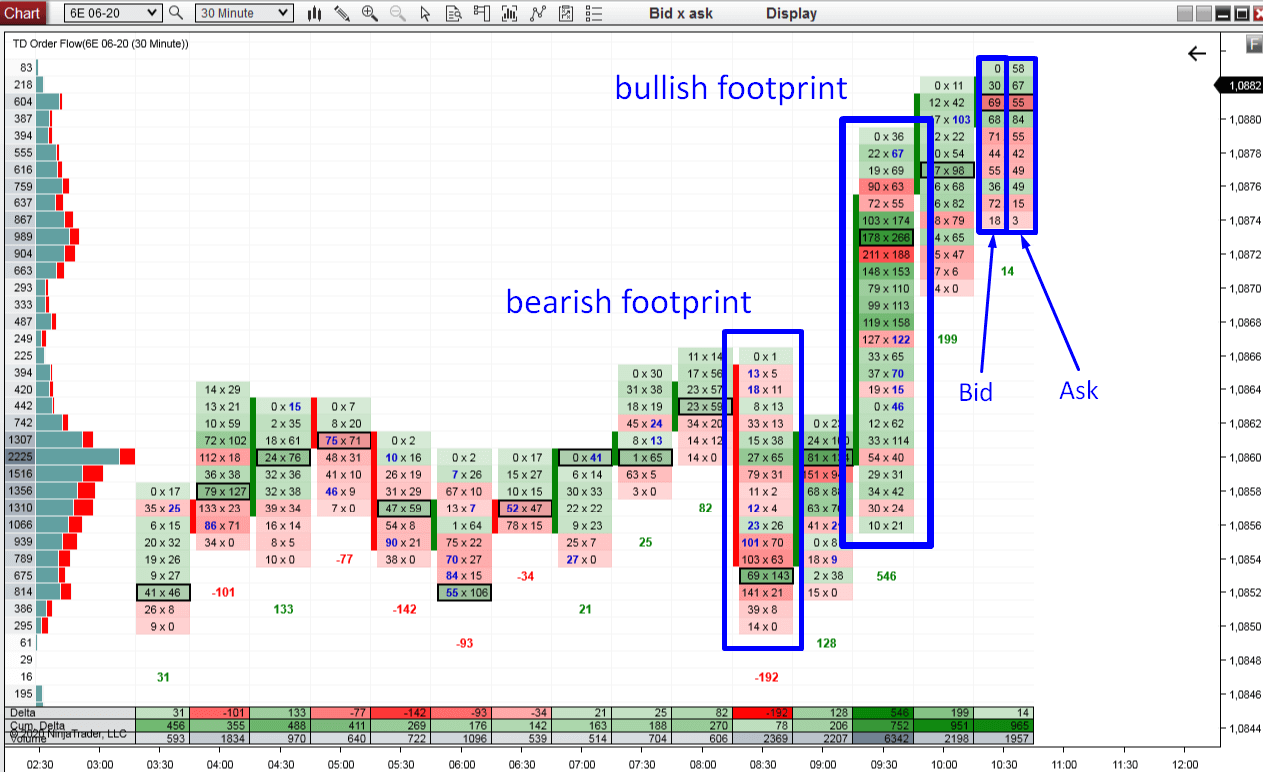 Chart 6E 06-20 30 Minute Bid x ask Display
TD Order Flow(6E 06-20 (30 Minute))
F
83 0 58
218 0 x 11 30 67 1,0882
bullish footprint
604 12 x 42 69 55
387 7 x 103 68 84 1,0880
394 0 x 36 2 x 22 71 55
555 22 x 67 0 x 54 44 42 1,0878
616 19 x 69 7 x 98 55 49
759 90 x 63 6 x 68 36 49 1,0876
637 72 x 55 6 x 82 72 15
867 103 x 174 8 x 79 18 3 1,0874
989 178 x 266 4 x 65
904 211 x 188 5 x 47 1,0872
663 148 x 153 7 x 6 14
293 79 x 110 4 x 0 1,0870
bearish footprint
333 99 x 113
487 119 x 158 1,0868
249 127 x 122 199
225 11 x 14 0 x 1 33 x 65 1,0866
394 0 x 30 17 x 56 13 x 5 37 x 70
420 14 x 29 31 x 38 23 x 57 18 x 11 19 x 15 1,0864
Bid Ask
442 13 x 21 0 x 15 0 x 7 18 x 19 23 x 59 8 x 13 0 x 46
742 10 x 59 2 x 35 8 x 20 45 x 24 34 x 20 33 x 13 12 x 62 1,0862
1307 72 x 102 18 x 61 75 x 71 0 x 2 8 x 13 14 x 12 15 x 38 33 x 114
2225 112 x 18 24 x 76 48 x 31 10 x 16 0 x 2 0 x 17 0 x 41 1 x 65 14 x 0 27 x 65 54 x 40 1,0860
1516 36 x 38 32 x 36 41 x 10 26 x 19 7 x 26 15 x 27 6 x 14 63 x 5 79 x 31 29 x 31
1356 0 x 17 79 x 127 32 x 38 46 x 9 31 x 29 67 x 10 10 x 15 30 x 33 3 x 0 11 x 2 34 x 42 1,0858
1310 35 x 25 133 x 23 39 x 34 7 x 0 47 x 59 13 x 7 52 x 47 22 x 22 82 12 x 4 30 x 24
1066 6 x 15 86 x 71 16 x 14 54 x 8 1 x 64 78 x 15 9 x 23 23 x 26 10 x 21 1,0856
939 20 x 32 34 x 0 8 x 5 90 x 21 75 x 22 25 x 7 25 101 x 70 0 x 8
789 19 x 26 10 x 0 -77 38 x 0 70 x 27 27 x 0 103 x 63 18 x 9 1,0854
675 9 x 27 84 x 15 -34 69 x 143 2 x 38 546
814 41 x 46 -101 55 x 106 141 x 21 15 x 0 1,0852
386 26 x 8 133 -142 21 39 x 8
295 9 x 0 14 x 0 1,0850
61 -93 128
29 1,0848
16 31 -192
195 1,0846
Delta 31 -101 133 -77 -142 -93 -34 21 25 82 -192 128 546 199 14
Cum. Delta 456 355 488 411 269 176 142 163 188 270 78 206 752 951 965 1,0844
© 2020 NinjaTrader, LLC
Volume 593 1834 970 640 722 1096 539 514 704 606 2369 2207 6342 2198 1957
02:30 03:00 03:30 04:00 04:30 05:00 05:30 06:00 06:30 07:00 07:30 08:00 08:30 09:00 09:30 10:00 10:30 11:00 11:30 12:00